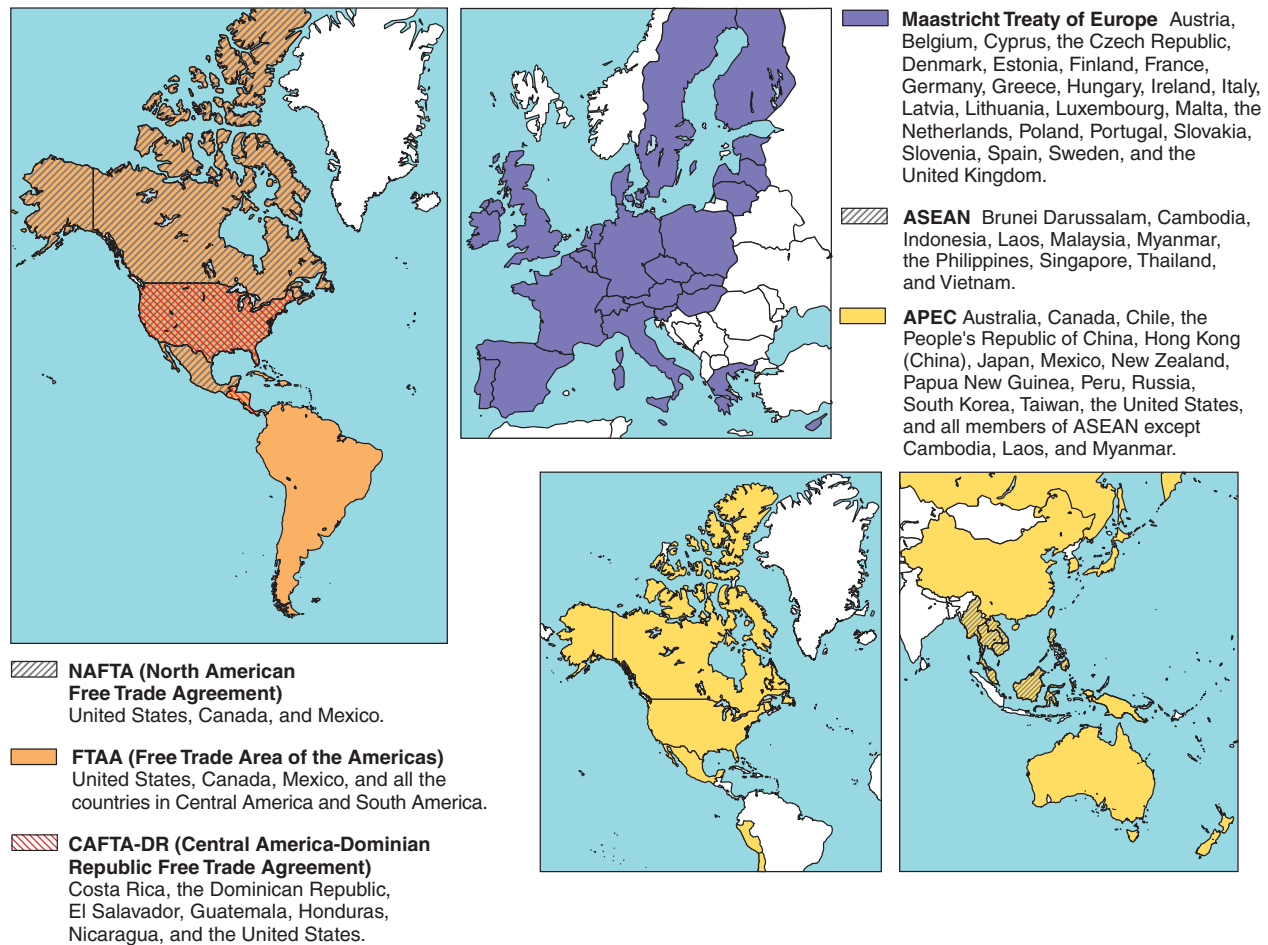 Maastricht Treaty of Europe Austria,
Belgium, Cyprus, the Czech Republic,
Denmark, Estonia, Finland, France,
Germany, Greece, Hungary, Ireland, Italy,
Latvia, Lithuania, Luxembourg, Malta, the
Netherlands, Poland, Portugal, Slovakia,
Slovenia, Spain, Sweden, and the
United Kingdom.
ASEAN Brunei Darussalam, Cambodia,
Indonesia, Laos, Malaysia, Myanmar,
the Philippines, Singapore, Thailand,
and Vietnam.
APEC Australia, Canada, Chile, the
People's Republic of China, Hong Kong
(China), Japan, Mexico, New Zealand,
Papua New Guinea, Peru, Russia,
South Korea, Taiwan, the United States,
and all members of ASEAN except
Cambodia, Laos, and Myanmar.
NAFTA (North American
Free Trade Agreement)
United States, Canada, and Mexico.
FTAA (Free Trade Area of the Americas)
United States, Canada, Mexico, and all the
countries in Central America and South America.
CAFTA-DR (Central America-Dominian
Republic Free Trade Agreement)
Costa Rica, the Dominican Republic,
El Salavador, Guatemala, Honduras,
Nicaragua, and the United States.